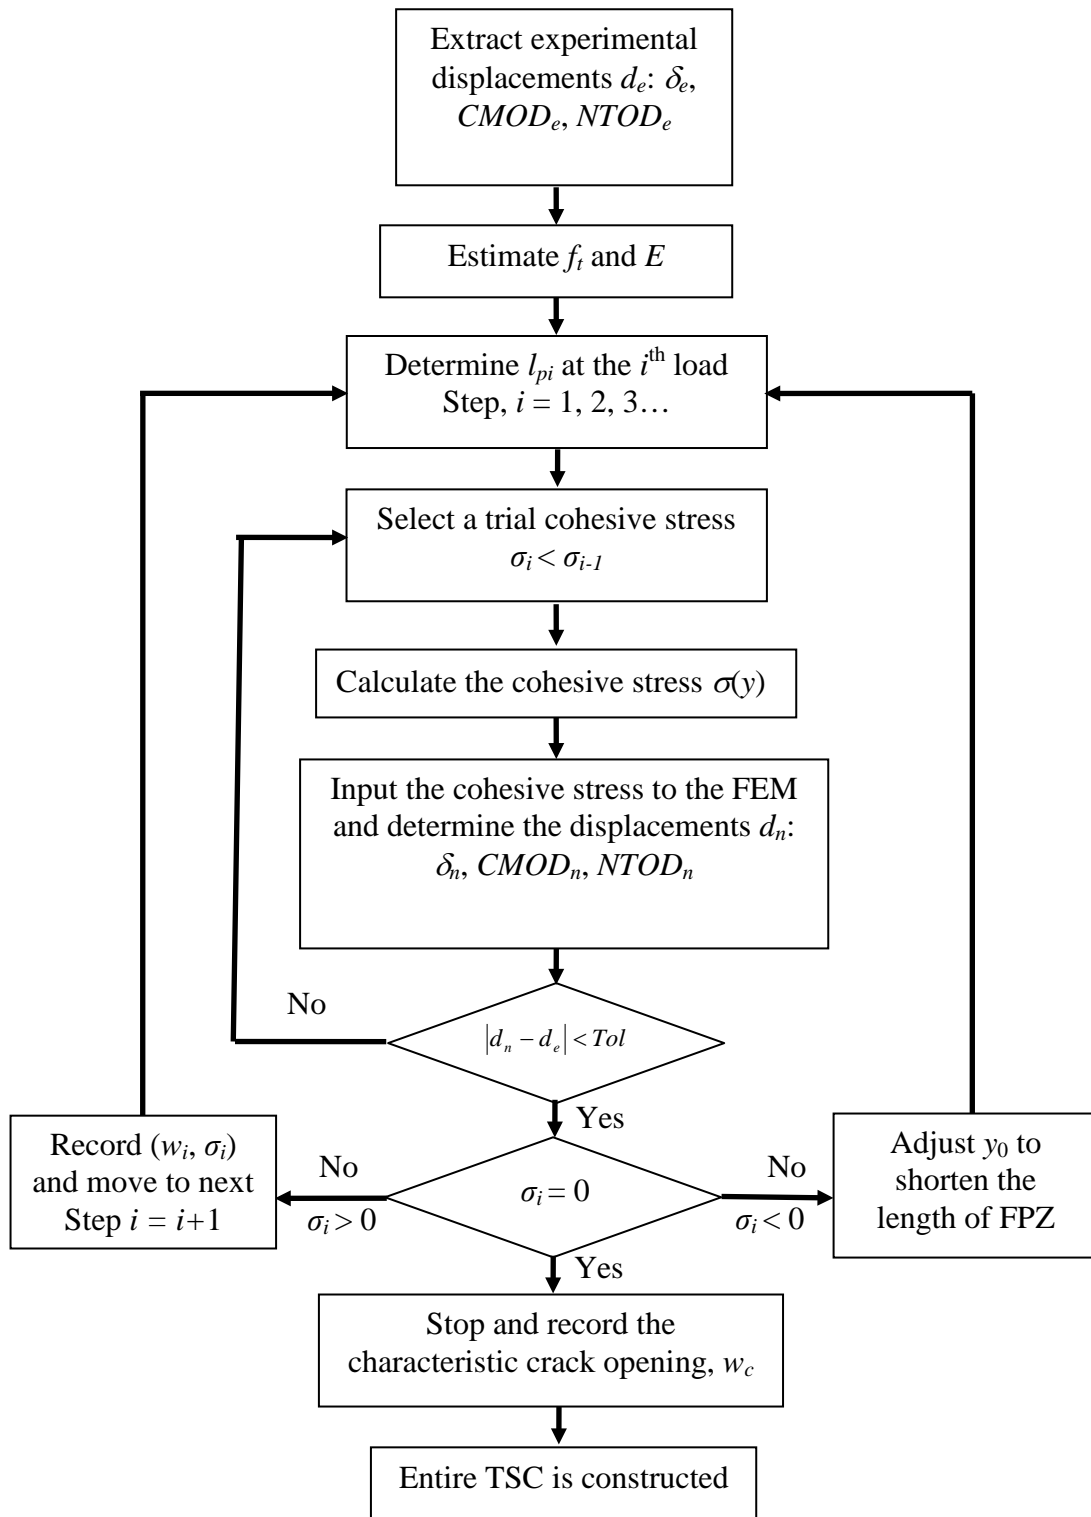 Extract experimental
displacements dₑ: δₑ,
CMODₑ, NTODₑ
Estimate fₜ and E
Determine lₚᵢ at the iᵗʰ load
Step, i = 1, 2, 3…
Select a trial cohesive stress
σᵢ < σᵢ₋₁
Calculate the cohesive stress σ(y)
Input the cohesive stress to the FEM
and determine the displacements dₙ:
δₙ, CMODₙ, NTODₙ
No
|dₙ − dₑ| < Tol
Yes
Record (wᵢ, σᵢ)
and move to next
Step i = i+1
No
σᵢ > 0
σᵢ = 0
No
σᵢ < 0
Adjust y₀ to
shorten the
length of FPZ
Yes
Stop and record the
characteristic crack opening, w_c
Entire TSC is constructed